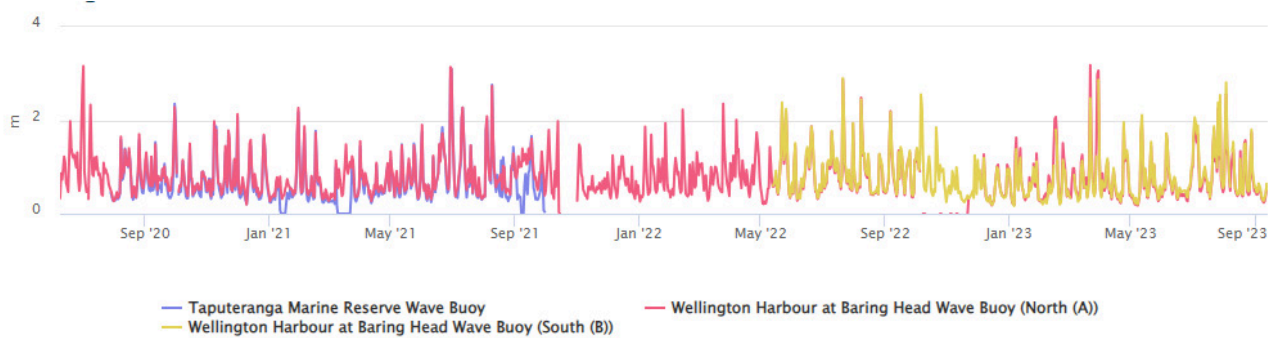 4
2
m
0
Sep '20 Jan '21 May '21 Sep '21 Jan '22 May '22 Sep '22 Jan '23 May '23 Sep '23
Taputeranga Marine Reserve Wave Buoy Wellington Harbour at Baring Head Wave Buoy (North (A))
Wellington Harbour at Baring Head Wave Buoy (South (B))